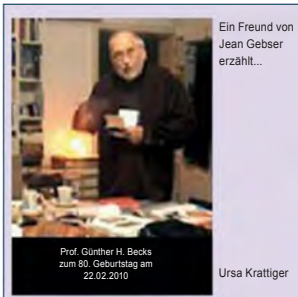 Ein Freund von
Jean Gebser
erzählt...
Prof. Günther H. Becks
zum 80. Geburtstag am
22.02.2010
Ursa Krattiger